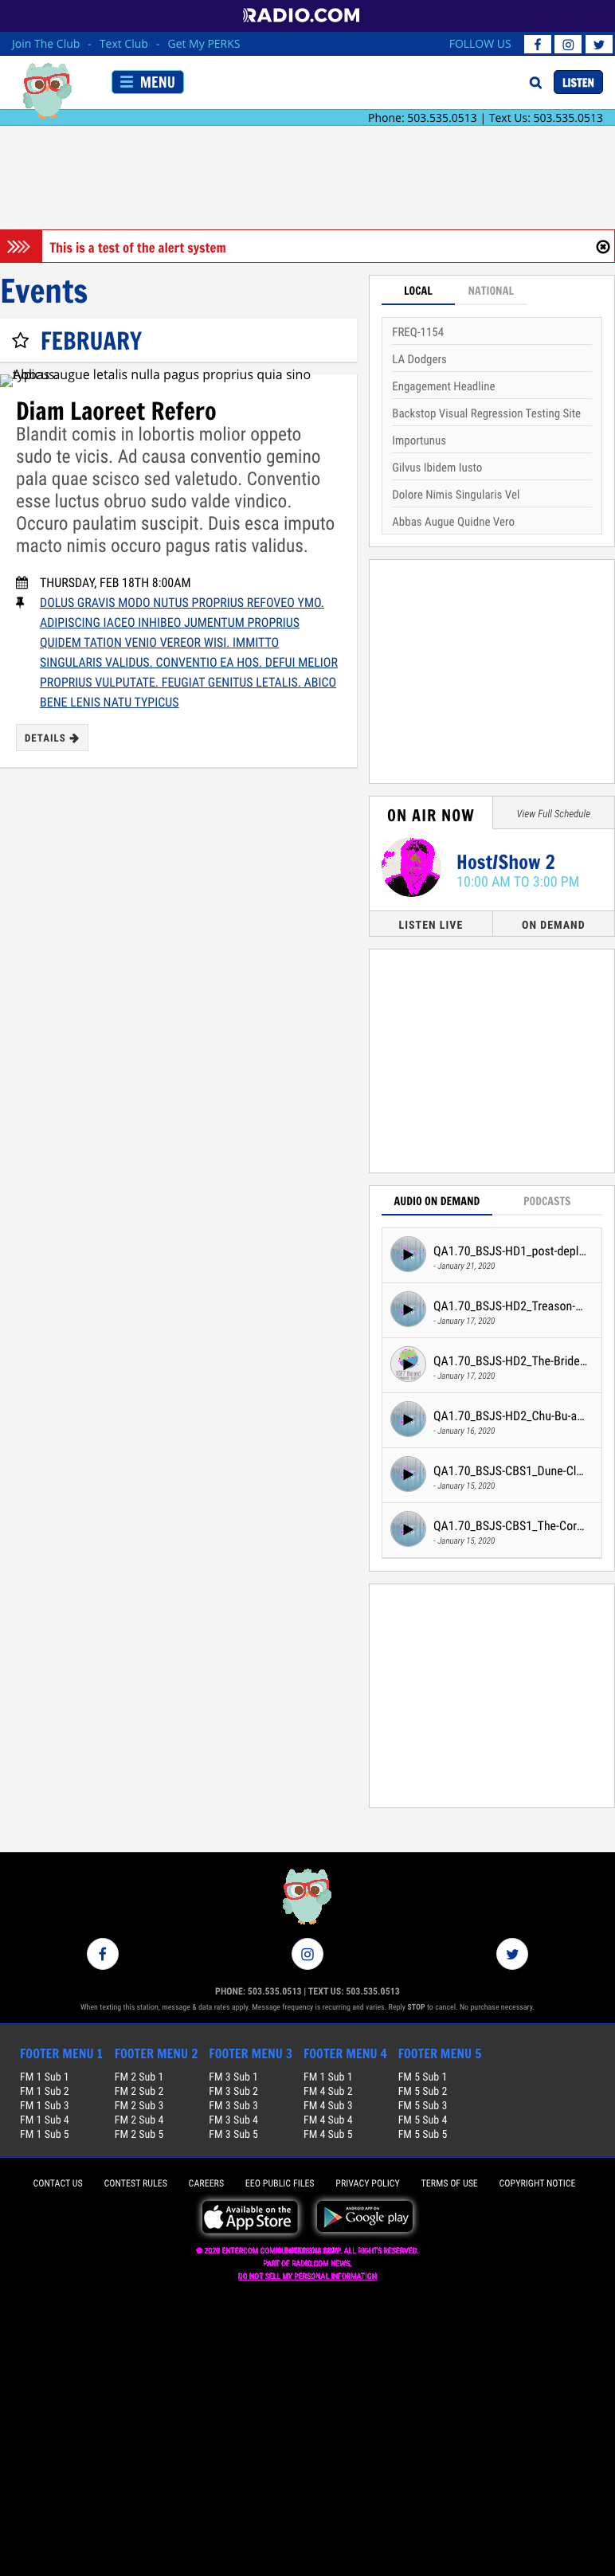 RADIO.COM
Join The Club - Text Club - Get My PERKS FOLLOW US
MENU LISTEN
Phone: 503.535.0513 | Text Us: 503.535.0513
This is a test of the alert system
Events
FEBRUARY
augue letalis nulla pagus proprius quia sino
Diam Laoreet Refero
Blandit comis in lobortis molior oppeto
sudo te vicis. Ad causa conventio gemino
pala quae scisco sed valetudo. Conventio
esse luctus obruo sudo valde vindico.
Occuro paulatim suscipit. Duis esca imputo
macto nimis occuro pagus ratis validus.
THURSDAY, FEB 18TH 8:00AM
DOLUS GRAVIS MODO NUTUS PROPRIUS REFOVEO YMO.
ADIPISCING IACEO INHIBEO JUMENTUM PROPRIUS
QUIDEM TATION VENIO VEREOR WISI. IMMITTO
SINGULARIS VALIDUS. CONVENTIO EA HOS. DEFUI MELIOR
PROPRIUS VULPUTATE. FEUGIAT GENITUS LETALIS. ABICO
BENE LENIS NATU TYPICUS
DETAILS
LOCAL NATIONAL
FREQ-1154
LA Dodgers
Engagement Headline
Backstop Visual Regression Testing Site
Importunus
Gilvus Ibidem Iusto
Dolore Nimis Singularis Vel
Abbas Augue Quidne Vero
ON AIR NOW View Full Schedule
Host/Show 2
10:00 AM TO 3:00 PM
LISTEN LIVE ON DEMAND
AUDIO ON DEMAND PODCASTS
QA1.70_BSJS-HD1_post-depl...
- January 21, 2020
QA1.70_BSJS-HD2_Treason-...
- January 17, 2020
QA1.70_BSJS-HD2_The-Bride...
- January 17, 2020
QA1.70_BSJS-HD2_Chu-Bu-a...
- January 16, 2020
QA1.70_BSJS-CBS1_Dune-Cl...
- January 15, 2020
QA1.70_BSJS-CBS1_The-Cor...
- January 15, 2020
PHONE: 503.535.0513 | TEXT US: 503.535.0513
When texting this station, message & data rates apply. Message frequency is recurring and varies. Reply STOP to cancel. No purchase necessary.
FOOTER MENU 1 FOOTER MENU 2 FOOTER MENU 3 FOOTER MENU 4 FOOTER MENU 5
FM 1 Sub 1 FM 2 Sub 1 FM 3 Sub 1 FM 1 Sub 1 FM 5 Sub 1
FM 1 Sub 2 FM 2 Sub 2 FM 3 Sub 2 FM 4 Sub 2 FM 5 Sub 2
FM 1 Sub 3 FM 2 Sub 3 FM 3 Sub 3 FM 4 Sub 3 FM 5 Sub 3
FM 1 Sub 4 FM 2 Sub 4 FM 3 Sub 4 FM 4 Sub 4 FM 5 Sub 4
FM 1 Sub 5 FM 2 Sub 5 FM 3 Sub 5 FM 4 Sub 5 FM 5 Sub 5
CONTACT US CONTEST RULES CAREERS EEO PUBLIC FILES PRIVACY POLICY TERMS OF USE COPYRIGHT NOTICE
Available on the App Store ANDROID APP ON Google play
© 2020 ENTERCOM ALL RIGHTS RESERVED.
PART OF RADIO.COM NEWS.
DO NOT SELL MY PERSONAL INFORMATION